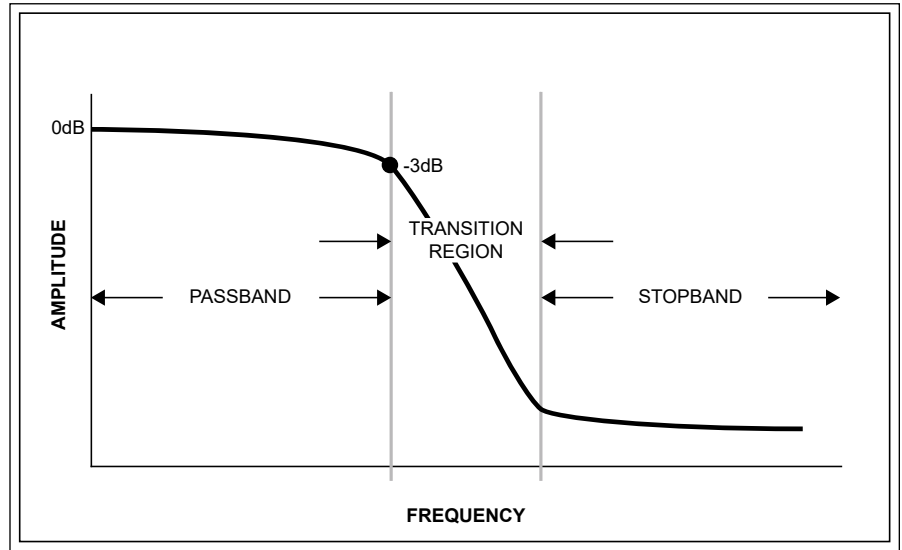 0dB
-3dB
TRANSITION
REGION
PASSBAND
STOPBAND
AMPLITUDE
FREQUENCY